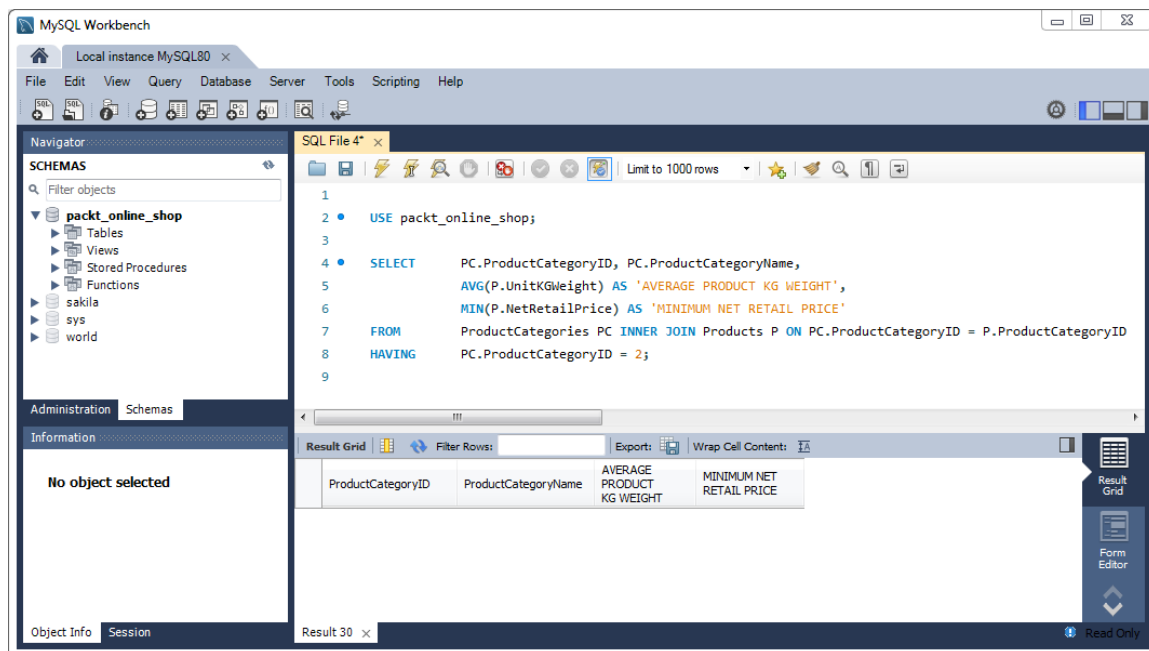 MySQL Workbench
Local instance MySQL80
File Edit View Query Database Server Tools Scripting Help
Navigator
SCHEMAS
Filter objects
packt_online_shop
Tables
Views
Stored Procedures
Functions
sakila
sys
world
Administration Schemas
Information
No object selected
Object Info Session
SQL File 4*
Limit to 1000 rows
1
2 USE packt_online_shop;
3
4 SELECT PC.ProductCategoryID, PC.ProductCategoryName,
5 AVG(P.UnitKGWeight) AS 'AVERAGE PRODUCT KG WEIGHT',
6 MIN(P.NetRetailPrice) AS 'MINIMUM NET RETAIL PRICE'
7 FROM ProductCategories PC INNER JOIN Products P ON PC.ProductCategoryID = P.ProductCategoryID
8 HAVING PC.ProductCategoryID = 2;
9
Result Grid Filter Rows: Export: Wrap Cell Content:
ProductCategoryID ProductCategoryName AVERAGE PRODUCT KG WEIGHT MINIMUM NET RETAIL PRICE
Result Grid
Form Editor
Result 30
Read Only